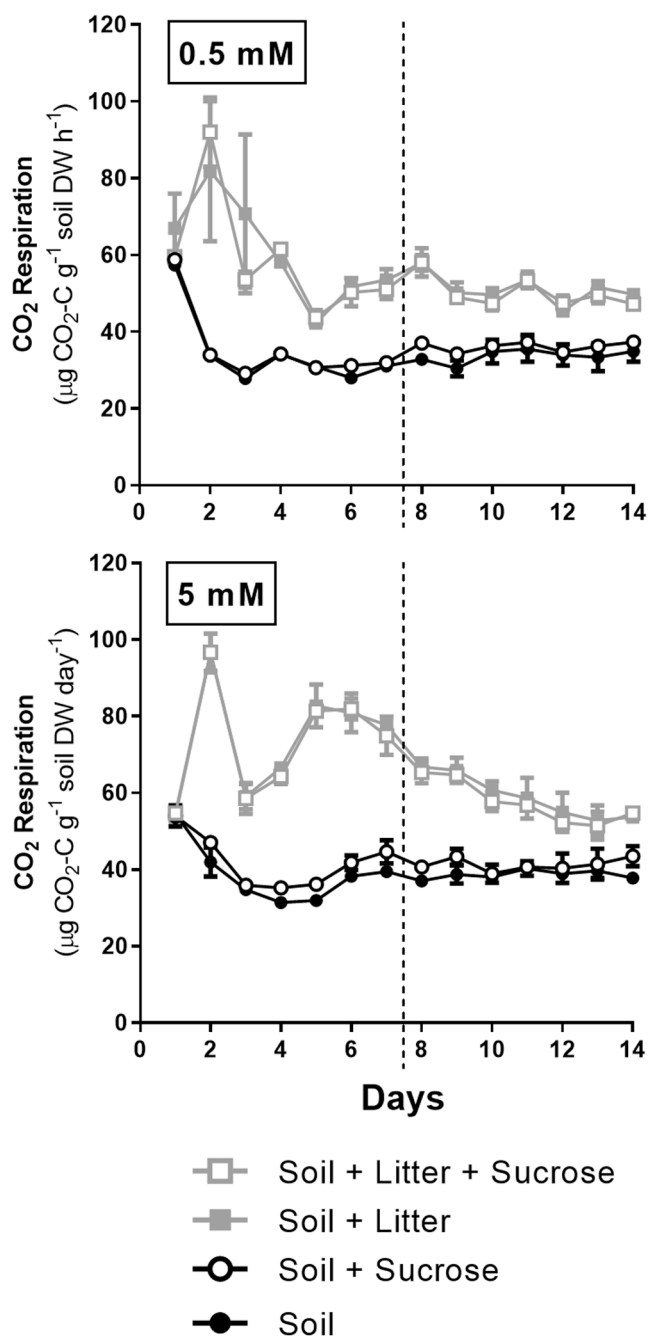 0.5 mM
CO₂ Respiration
(µg CO₂-C g⁻¹ soil DW h⁻¹)
120
100
80
60
40
20
0
0 2 4 6 8 10 12 14
5 mM
CO₂ Respiration
(µg CO₂-C g⁻¹ soil DW day⁻¹)
120
100
80
60
40
20
0
0 2 4 6 8 10 12 14
Days
Soil + Litter + Sucrose
Soil + Litter
Soil + Sucrose
Soil